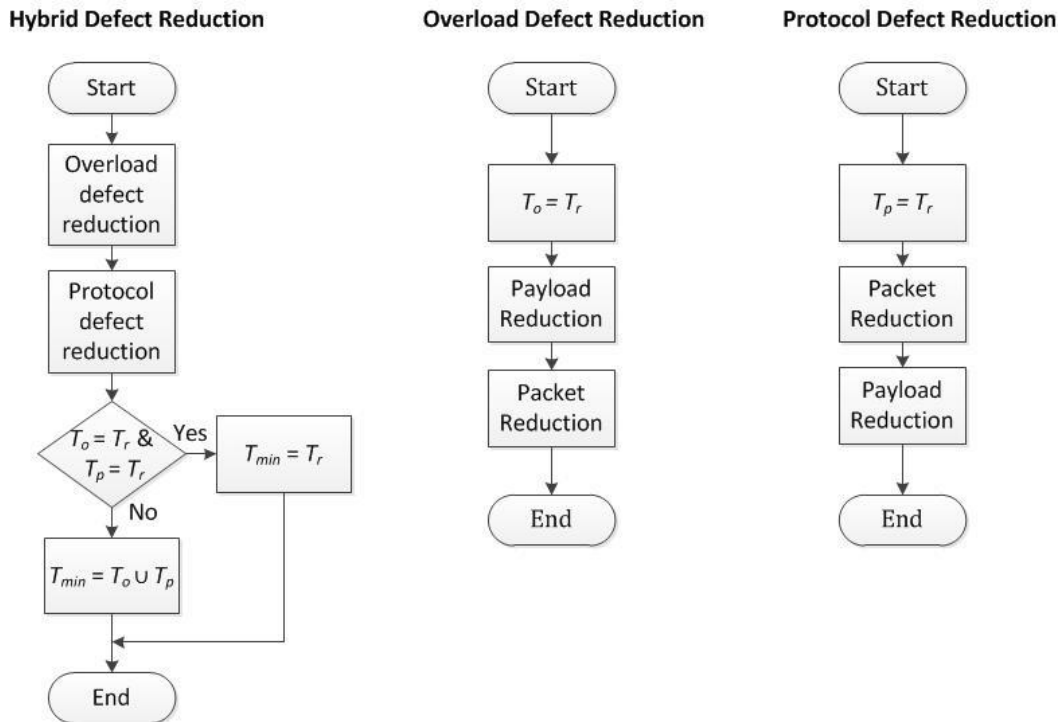 Hybrid Defect Reduction
Start
Overload
defect
reduction
Protocol
defect
reduction
To = Tr &
Tp = Tr
Yes
Tmin = Tr
No
Tmin = To ∪ Tp
End
Overload Defect Reduction
Start
To = Tr
Payload
Reduction
Packet
Reduction
End
Protocol Defect Reduction
Start
Tp = Tr
Packet
Reduction
Payload
Reduction
End